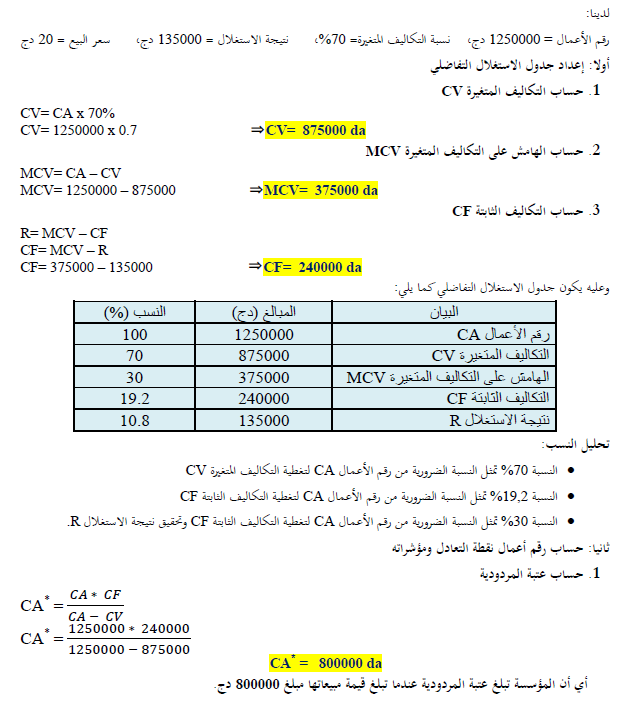 لدينا:
رقم الأعمال = 1250000 دج، نسبة التكاليف المتغيرة= 70%، نتيجة الاستغلال = 135000 دج، سعر البيع = 20 دج
أولا: إعداد جدول الاستغلال التفاضلي
1. حساب التكاليف المتغيرة CV
CV= CA x 70%
CV= 1250000 x 0.7 ⇒CV= 875000 da
2. حساب الهامش على التكاليف المتغيرة MCV
MCV= CA – CV
MCV= 1250000 – 875000 ⇒MCV= 375000 da
3. حساب التكاليف الثابتة CF
R= MCV – CF
CF= MCV – R
CF= 375000 – 135000 ⇒CF= 240000 da
وعليه يكون جدول الاستغلال التفاضلي كما يلي:
البيان المبالغ (دج) النسب (%)
رقم الأعمال CA 1250000 100
التكاليف المتغيرة CV 875000 70
الهامش على التكاليف المتغيرة MCV 375000 30
التكاليف الثابتة CF 240000 19.2
نتيجة الاستغلال R 135000 10.8
تحليل النسب:
• النسبة 70% تمثل النسبة الضرورية من رقم الأعمال CA لتغطية التكاليف المتغيرة CV
• النسبة 19,2% تمثل النسبة الضرورية من رقم الأعمال CA لتغطية التكاليف الثابتة CF
• النسبة 30% تمثل النسبة الضرورية من رقم الأعمال CA لتغطية التكاليف الثابتة CF وتحقيق نتيجة الاستغلال R.
ثانيا: حساب رقم أعمال نقطة التعادل ومؤشراته
1. حساب عتبة المردودية
CA* = CA * CF / CA − CV
CA* = 1250000 * 240000 / 1250000 − 875000
CA* = 800000 da
أي أن المؤسسة تبلغ عتبة المردودية عندما تبلغ قيمة مبيعاتها مبلغ 800000 دج.